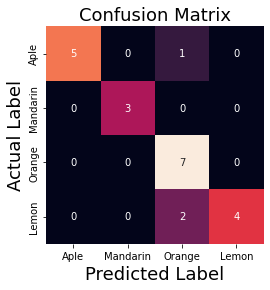 Confusion Matrix
Actual Label
Aple 5 0 1 0
Mandarin 0 3 0 0
Orange 0 0 7 0
Lemon 0 0 2 4
Aple Mandarin Orange Lemon
Predicted Label